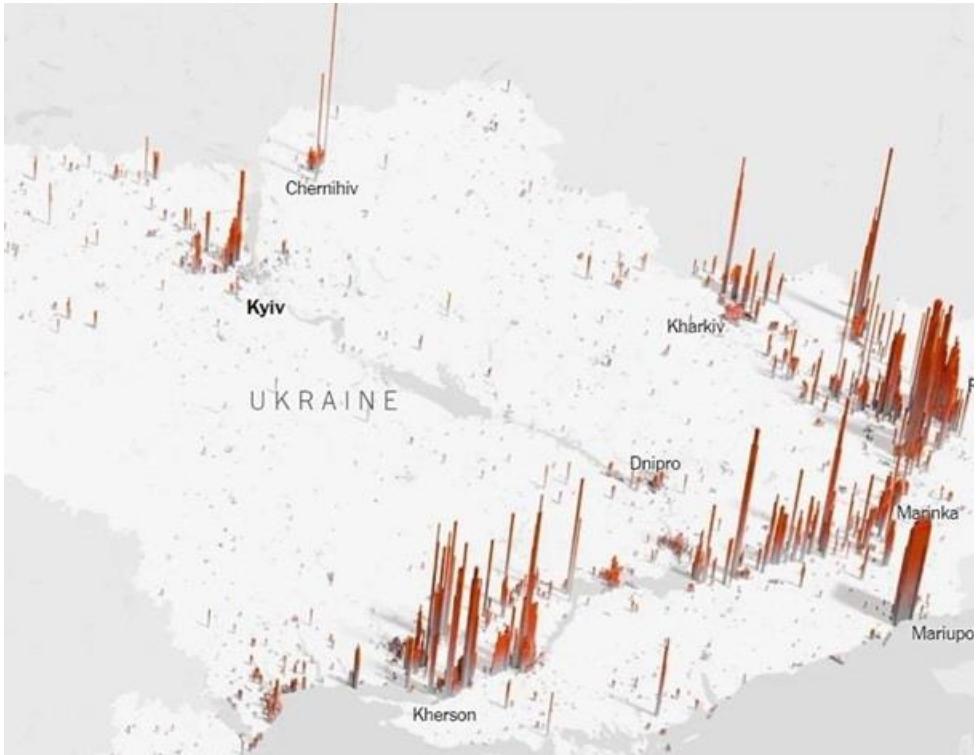 Chernihiv
Kyiv
Kharkiv
UKRAINE
Dnipro
Marinka
Mariupo
Kherson